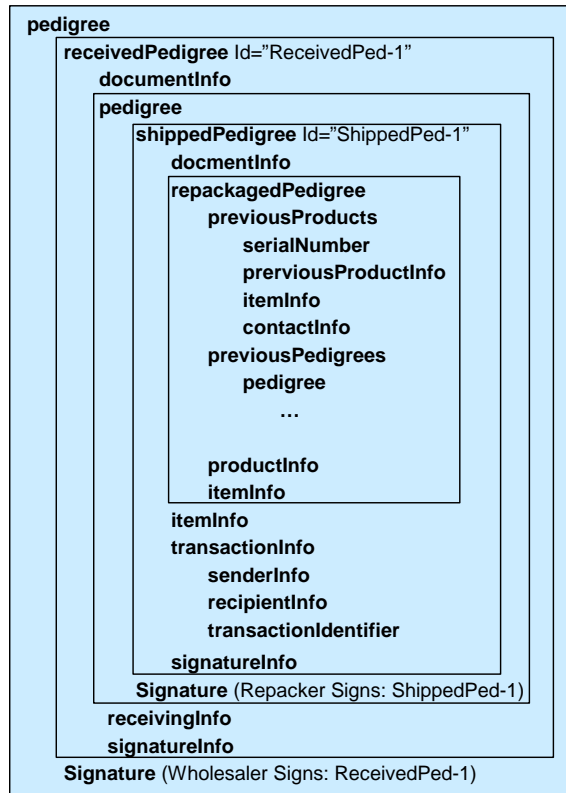 pedigree
receivedPedigree Id=”ReceivedPed-1”
documentInfo
pedigree
shippedPedigree Id=”ShippedPed-1”
docmentInfo
repackagedPedigree
previousProducts
serialNumber
prerviousProductInfo
itemInfo
contactInfo
previousPedigrees
pedigree
…
productInfo
itemInfo
itemInfo
transactionInfo
senderInfo
recipientInfo
transactionIdentifier
signatureInfo
Signature (Repacker Signs: ShippedPed-1)
receivingInfo
signatureInfo
Signature (Wholesaler Signs: ReceivedPed-1)